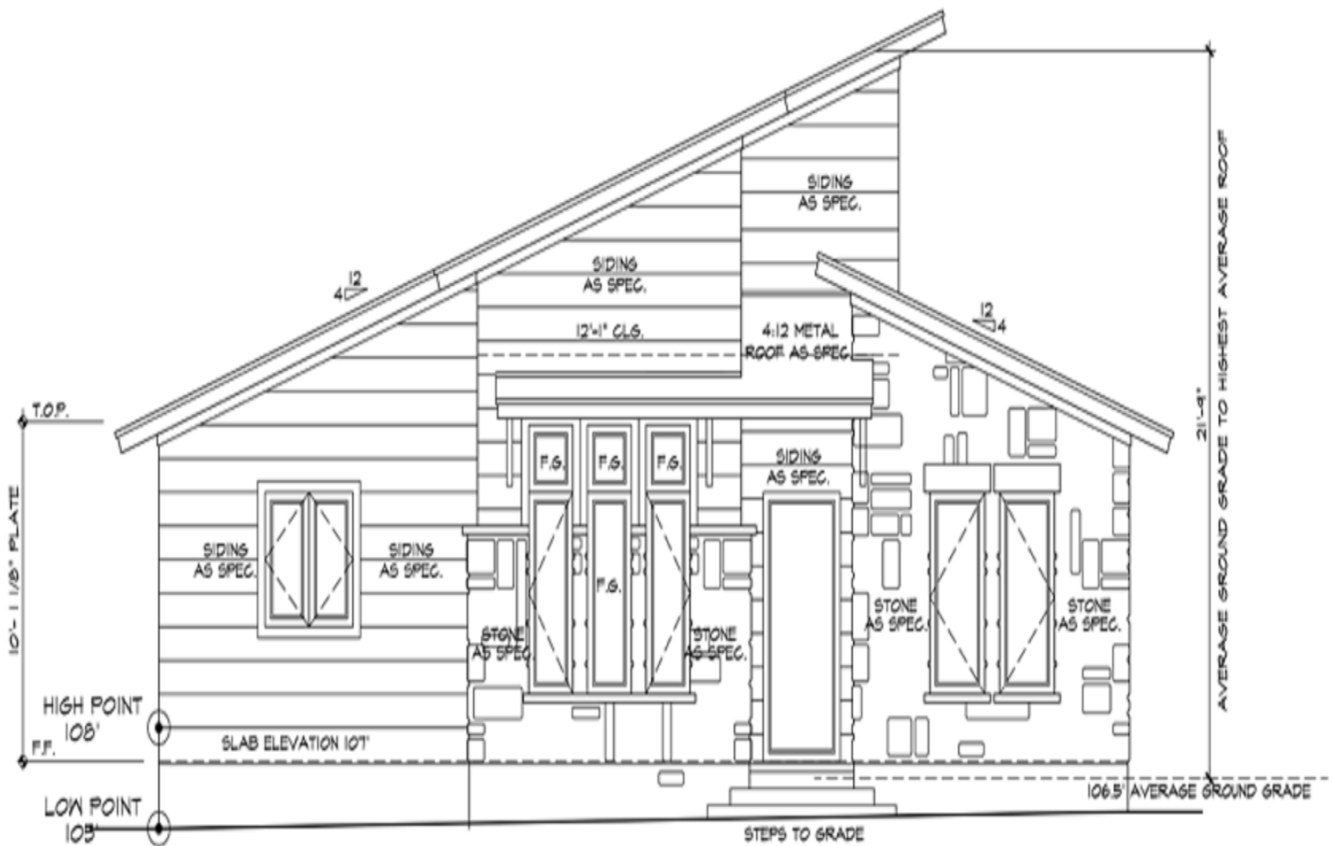 SIDING
AS SPEC.
SIDING
AS SPEC.
12
4
12
4
12'-1" CLG.
4:12 METAL
ROOF AS SPEC.
T.O.P.
F.G.
F.G.
F.G.
SIDING
AS SPEC.
SIDING
AS SPEC.
SIDING
AS SPEC.
F.G.
STONE
AS SPEC.
STONE
AS SPEC.
STONE
AS SPEC.
STONE
AS SPEC.
10'- 1 1/8" PLATE
21'-4"
AVERAGE GROUND GRADE TO HIGHEST AVERAGE ROOF
HIGH POINT
108'
F.F.
SLAB ELEVATION 107'
106.5' AVERAGE GROUND GRADE
LOW POINT
105'
STEPS TO GRADE